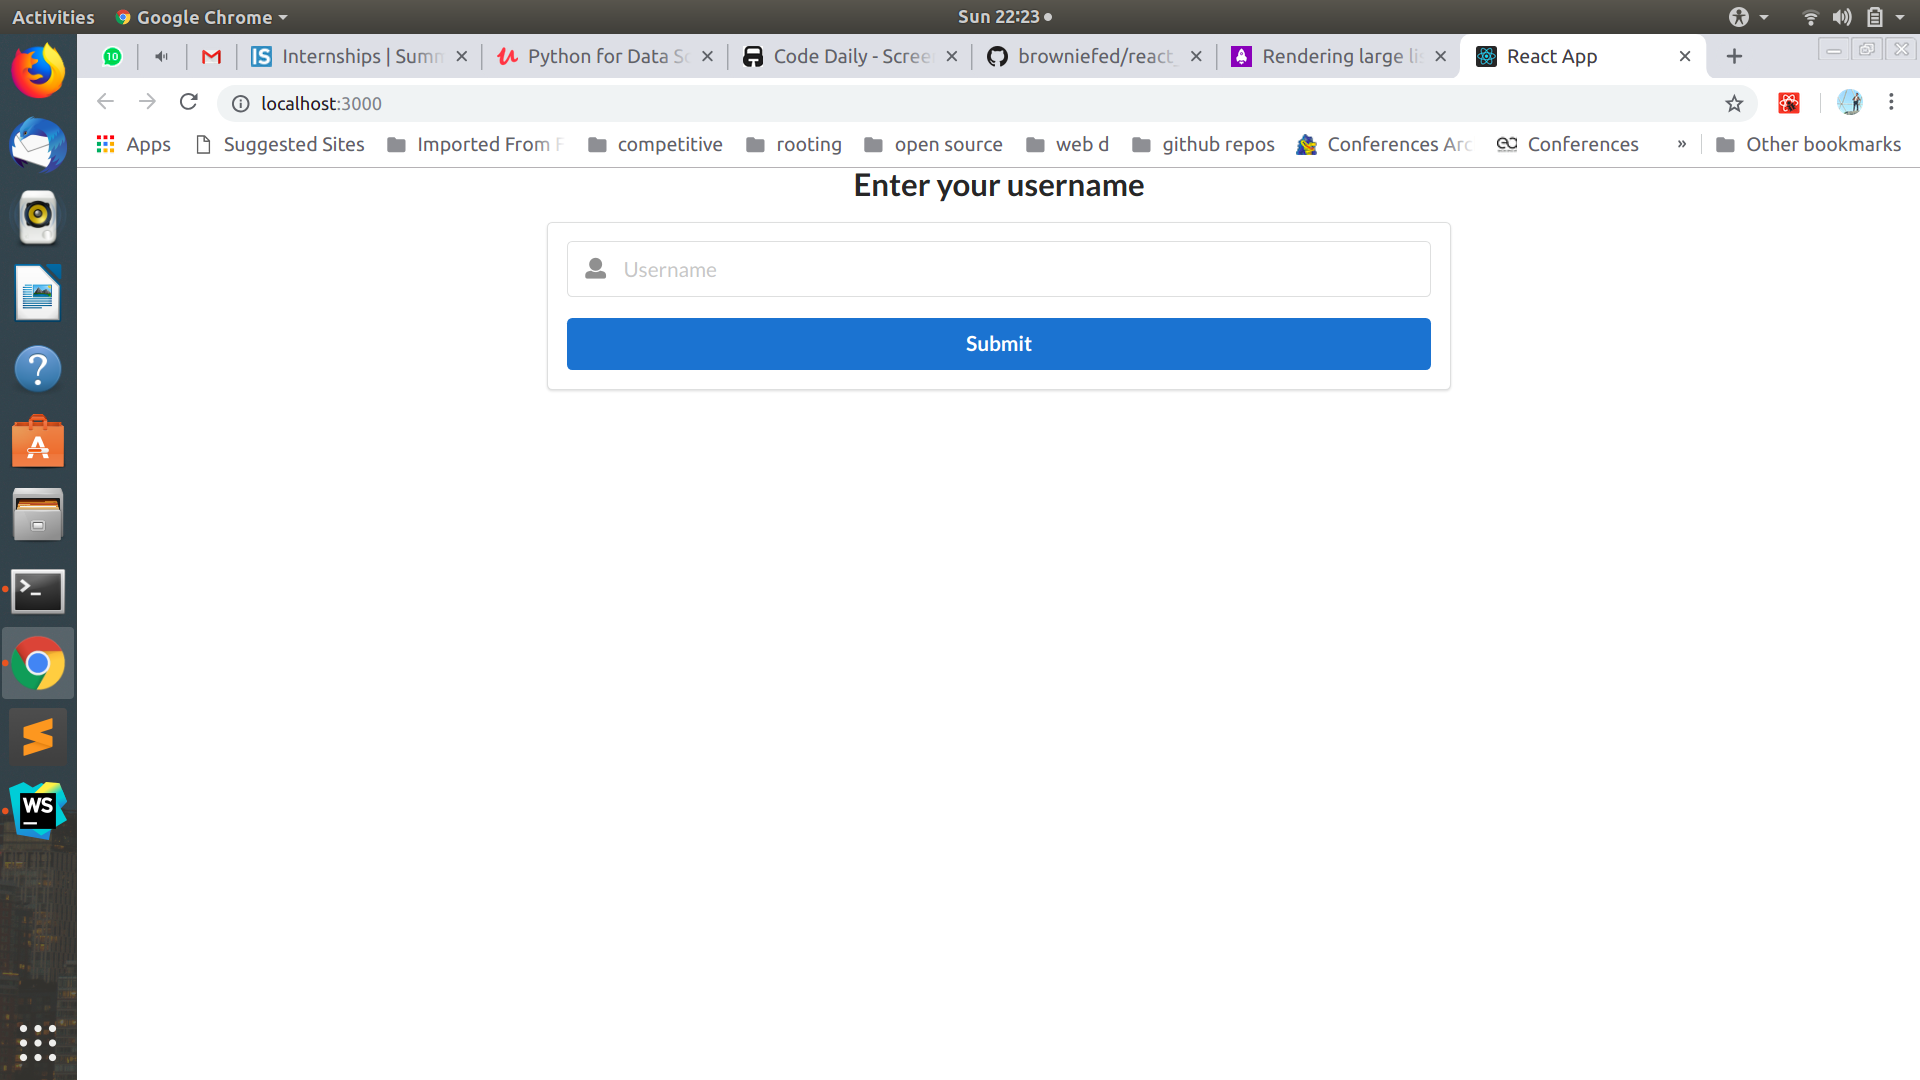 Activities Google Chrome Sun 22:23
10 Internships | Summ Python for Data Sc Code Daily - Scree browniefed/react_ Rendering large lis React App
localhost:3000
Apps Suggested Sites Imported From F competitive rooting open source web d github repos Conferences Arc Conferences » Other bookmarks
Enter your username
Username
Submit
WS